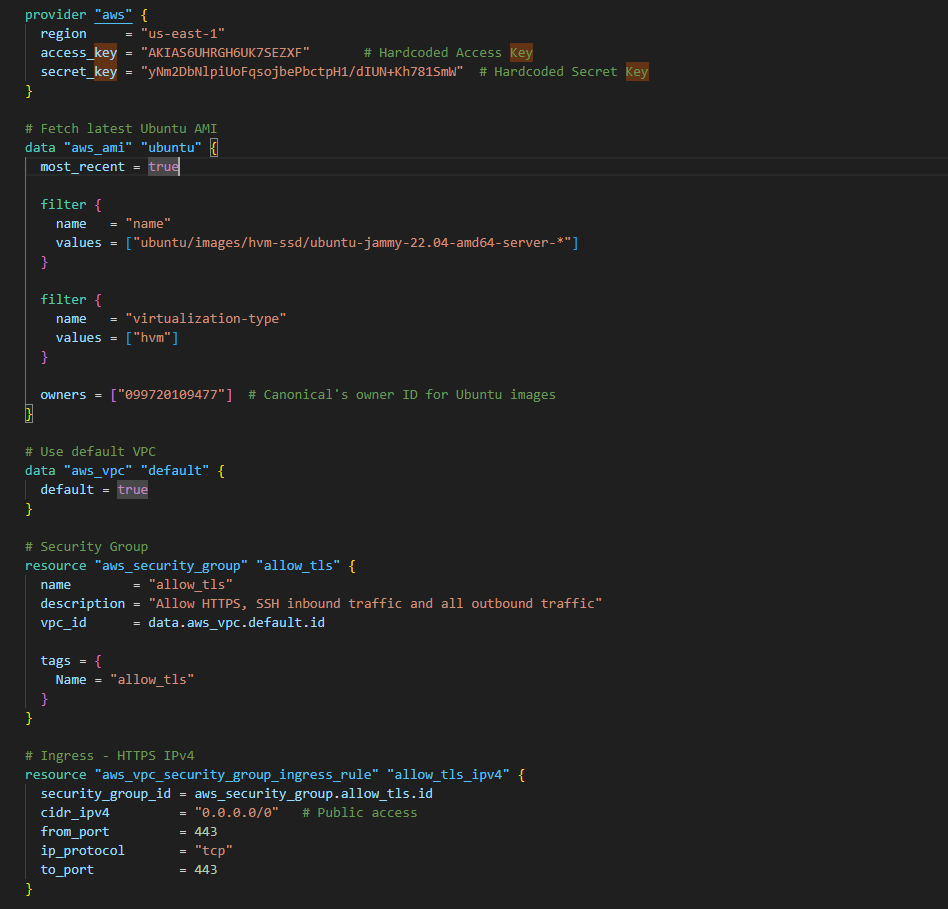 provider "aws" {
  region     = "us-east-1"
  access_key = "AKIAS6UHRGH6UK7SEZXF"       # Hardcoded Access Key
  secret_key = "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"  # Hardcoded Secret Key
}

# Fetch latest Ubuntu AMI
data "aws_ami" "ubuntu" {
  most_recent = true

  filter {
    name   = "name"
    values = ["ubuntu/images/hvm-ssd/ubuntu-jammy-22.04-amd64-server-*"]
  }

  filter {
    name   = "virtualization-type"
    values = ["hvm"]
  }

  owners = ["099720109477"]  # Canonical's owner ID for Ubuntu images
}

# Use default VPC
data "aws_vpc" "default" {
  default = true
}

# Security Group
resource "aws_security_group" "allow_tls" {
  name        = "allow_tls"
  description = "Allow HTTPS, SSH inbound traffic and all outbound traffic"
  vpc_id      = data.aws_vpc.default.id

  tags = {
    Name = "allow_tls"
  }
}

# Ingress - HTTPS IPv4
resource "aws_vpc_security_group_ingress_rule" "allow_tls_ipv4" {
  security_group_id = aws_security_group.allow_tls.id
  cidr_ipv4         = "0.0.0.0/0"   # Public access
  from_port         = 443
  ip_protocol       = "tcp"
  to_port           = 443
}